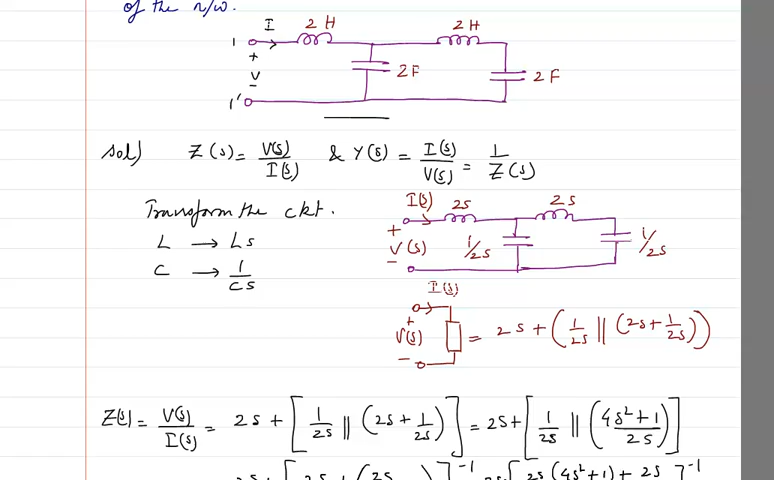 of the n/w.
I 2 H 2 H
1 + V - 1'
2F 2 F
Sol) Z(s) = V(s)/I(s) & Y(s) = I(s)/V(s) = 1/Z(s)
Transform the ckt.
L → Ls
C → 1/Cs
I(s) 2s 2s
+ V(s) - 1/2s 1/2s
I(s)
+ V(s) - = 2s + (1/2s || (2s + 1/2s))
Z(s) = V(s)/I(s) = 2s + [1/2s || (2s + 1/2s)] = 2s + [1/2s || (4s²+1)/2s]